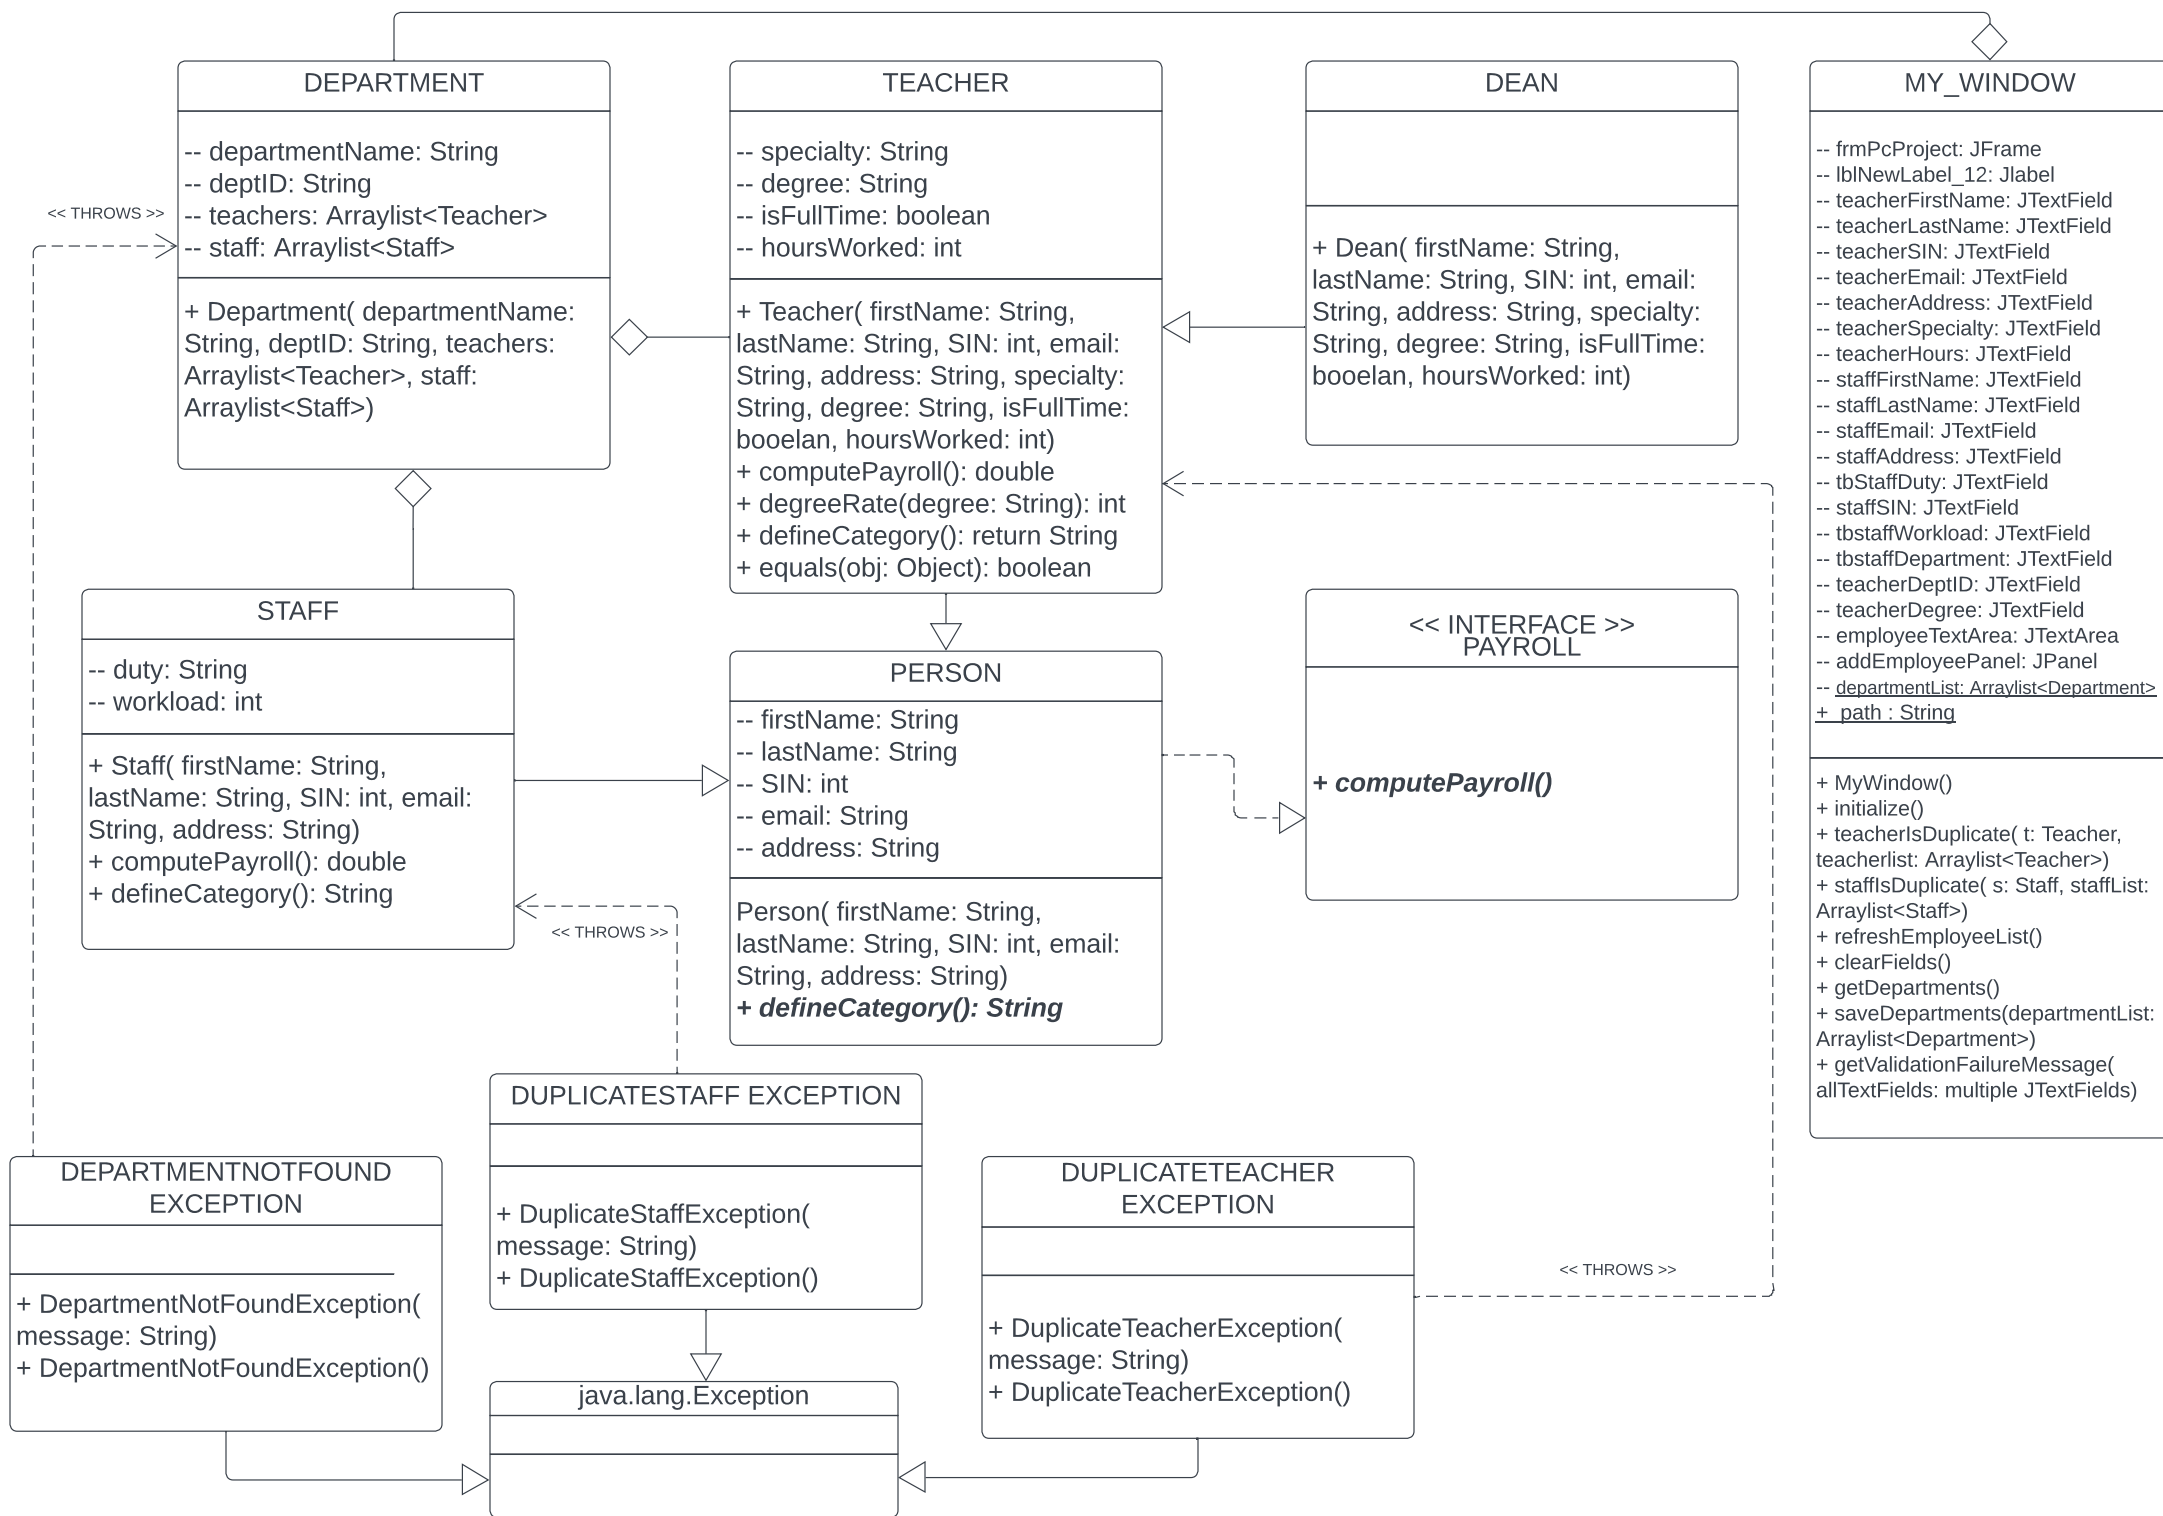 DEPARTMENT
-- departmentName: String
-- deptID: String
-- teachers: Arraylist<Teacher>
-- staff: Arraylist<Staff>
+ Department( departmentName:
String, deptID: String, teachers:
Arraylist<Teacher>, staff:
Arraylist<Staff>)
<< THROWS >>
TEACHER
-- specialty: String
-- degree: String
-- isFullTime: boolean
-- hoursWorked: int
+ Teacher( firstName: String,
lastName: String, SIN: int, email:
String, address: String, specialty:
String, degree: String, isFullTime:
booelan, hoursWorked: int)
+ computePayroll(): double
+ degreeRate(degree: String): int
+ defineCategory(): return String
+ equals(obj: Object): boolean
DEAN
+ Dean( firstName: String,
lastName: String, SIN: int, email:
String, address: String, specialty:
String, degree: String, isFullTime:
booelan, hoursWorked: int)
MY_WINDOW
-- frmPcProject: JFrame
-- lblNewLabel_12: Jlabel
-- teacherFirstName: JTextField
-- teacherLastName: JTextField
-- teacherSIN: JTextField
-- teacherEmail: JTextField
-- teacherAddress: JTextField
-- teacherSpecialty: JTextField
-- teacherHours: JTextField
-- staffFirstName: JTextField
-- staffLastName: JTextField
-- staffEmail: JTextField
-- staffAddress: JTextField
-- tbStaffDuty: JTextField
-- staffSIN: JTextField
-- tbstaffWorkload: JTextField
-- tbstaffDepartment: JTextField
-- teacherDeptID: JTextField
-- teacherDegree: JTextField
-- employeeTextArea: JTextArea
-- addEmployeePanel: JPanel
-- departmentList: Arraylist<Department>
+ path : String
+ MyWindow()
+ initialize()
+ teacherIsDuplicate( t: Teacher,
teacherlist: Arraylist<Teacher>)
+ staffIsDuplicate( s: Staff, staffList:
Arraylist<Staff>)
+ refreshEmployeeList()
+ clearFields()
+ getDepartments()
+ saveDepartments(departmentList:
Arraylist<Department>)
+ getValidationFailureMessage(
allTextFields: multiple JTextFields)
STAFF
-- duty: String
-- workload: int
+ Staff( firstName: String,
lastName: String, SIN: int, email:
String, address: String)
+ computePayroll(): double
+ defineCategory(): String
<< THROWS >>
PERSON
-- firstName: String
-- lastName: String
-- SIN: int
-- email: String
-- address: String
Person( firstName: String,
lastName: String, SIN: int, email:
String, address: String)
+ defineCategory(): String
<< INTERFACE >>
PAYROLL
+ computePayroll()
DEPARTMENTNOTFOUND
EXCEPTION
+ DepartmentNotFoundException(
message: String)
+ DepartmentNotFoundException()
DUPLICATESTAFF EXCEPTION
+ DuplicateStaffException(
message: String)
+ DuplicateStaffException()
DUPLICATETEACHER
EXCEPTION
+ DuplicateTeacherException(
message: String)
+ DuplicateTeacherException()
<< THROWS >>
java.lang.Exception